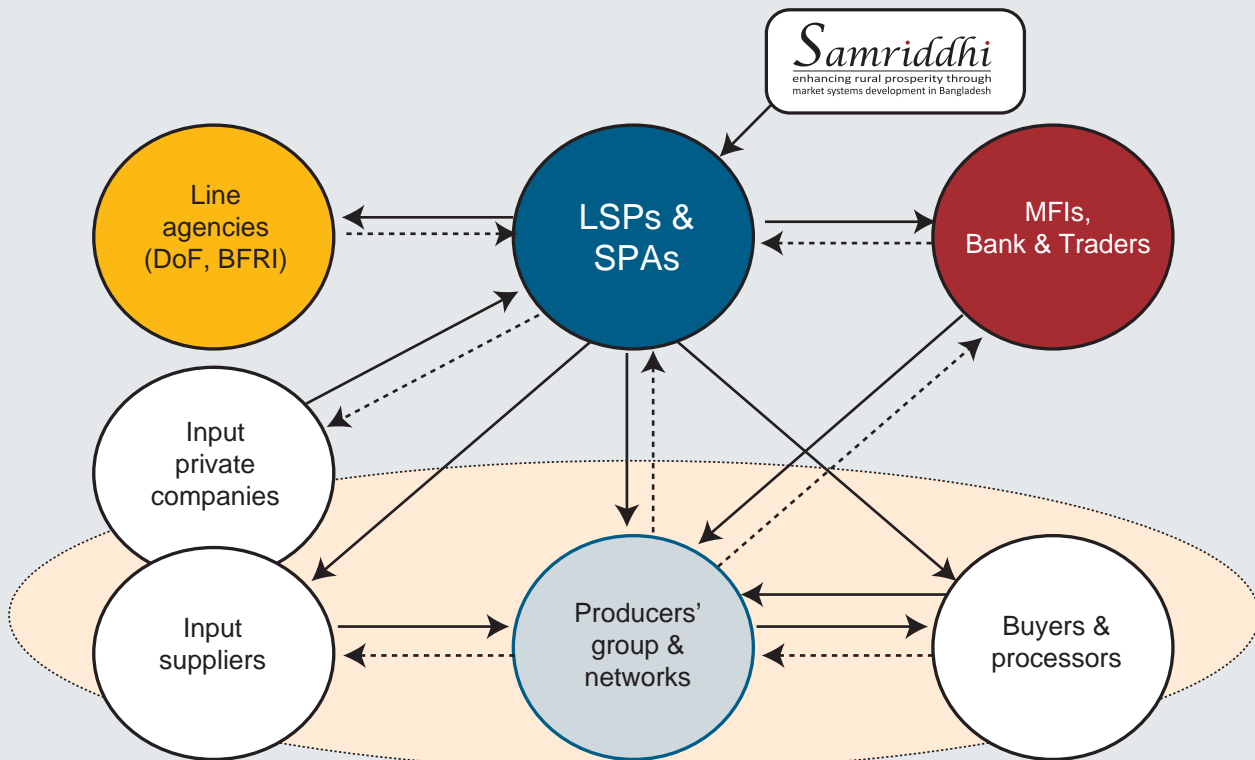 Samriddhi
enhancing rural prosperity through
market systems development in Bangladesh
Line
agencies
(DoF, BFRI)
LSPs &
SPAs
MFIs,
Bank & Traders
Input
private
companies
Input
suppliers
Producers’
group &
networks
Buyers &
processors